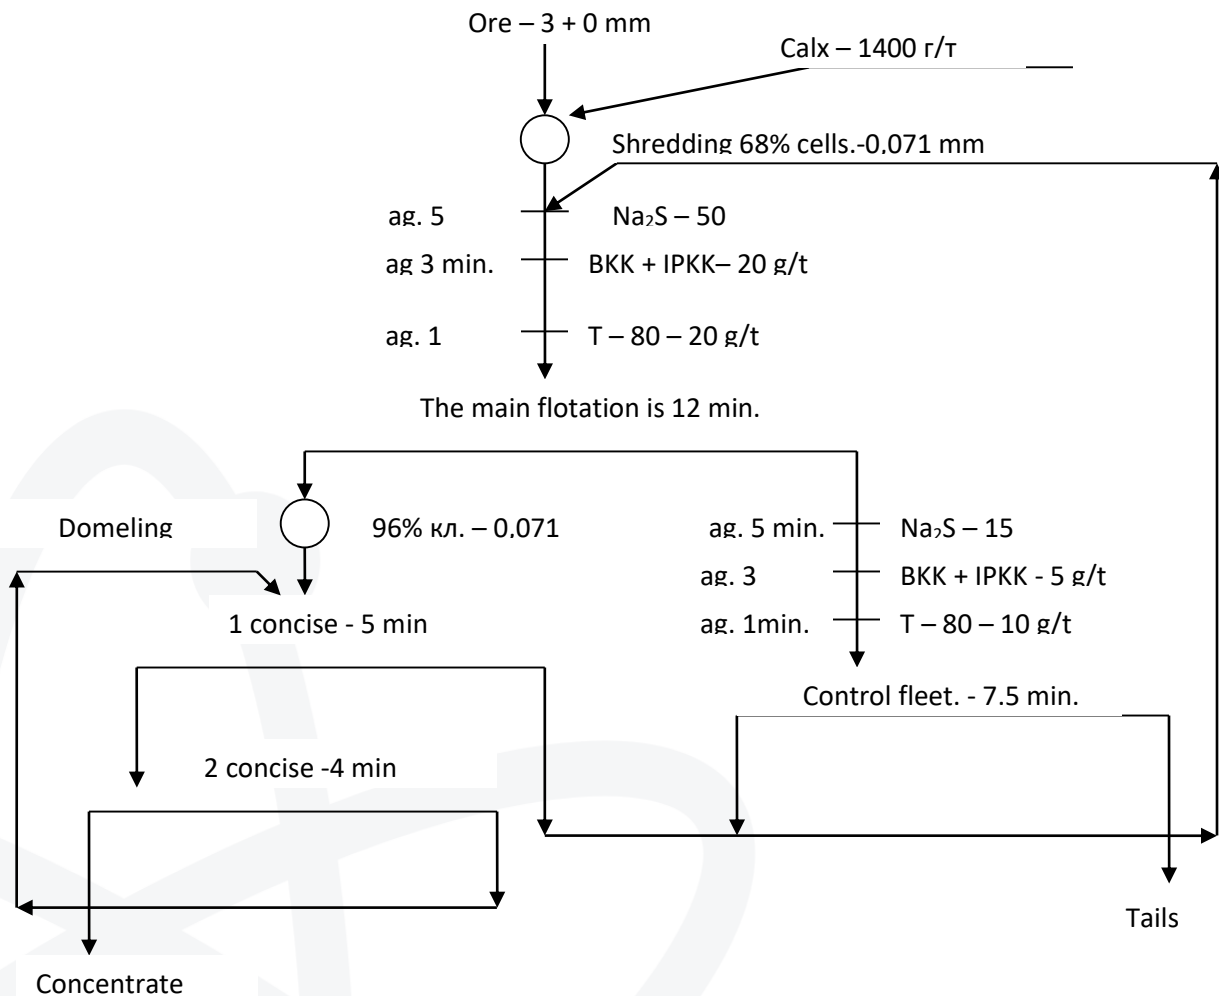 Ore – 3 + 0 mm
Calx – 1400 г/т
Shredding 68% cells.-0,071 mm
ag. 5
Na₂S – 50
ag 3 min.
BKK + IPKK– 20 g/t
ag. 1
T – 80 – 20 g/t
The main flotation is 12 min.
Domeling
96% кл. – 0,071
ag. 5 min.
Na₂S – 15
ag. 3
BKK + IPKK - 5 g/t
1 concise - 5 min
ag. 1min.
T – 80 – 10 g/t
Control fleet. - 7.5 min.
2 concise -4 min
Tails
Concentrate